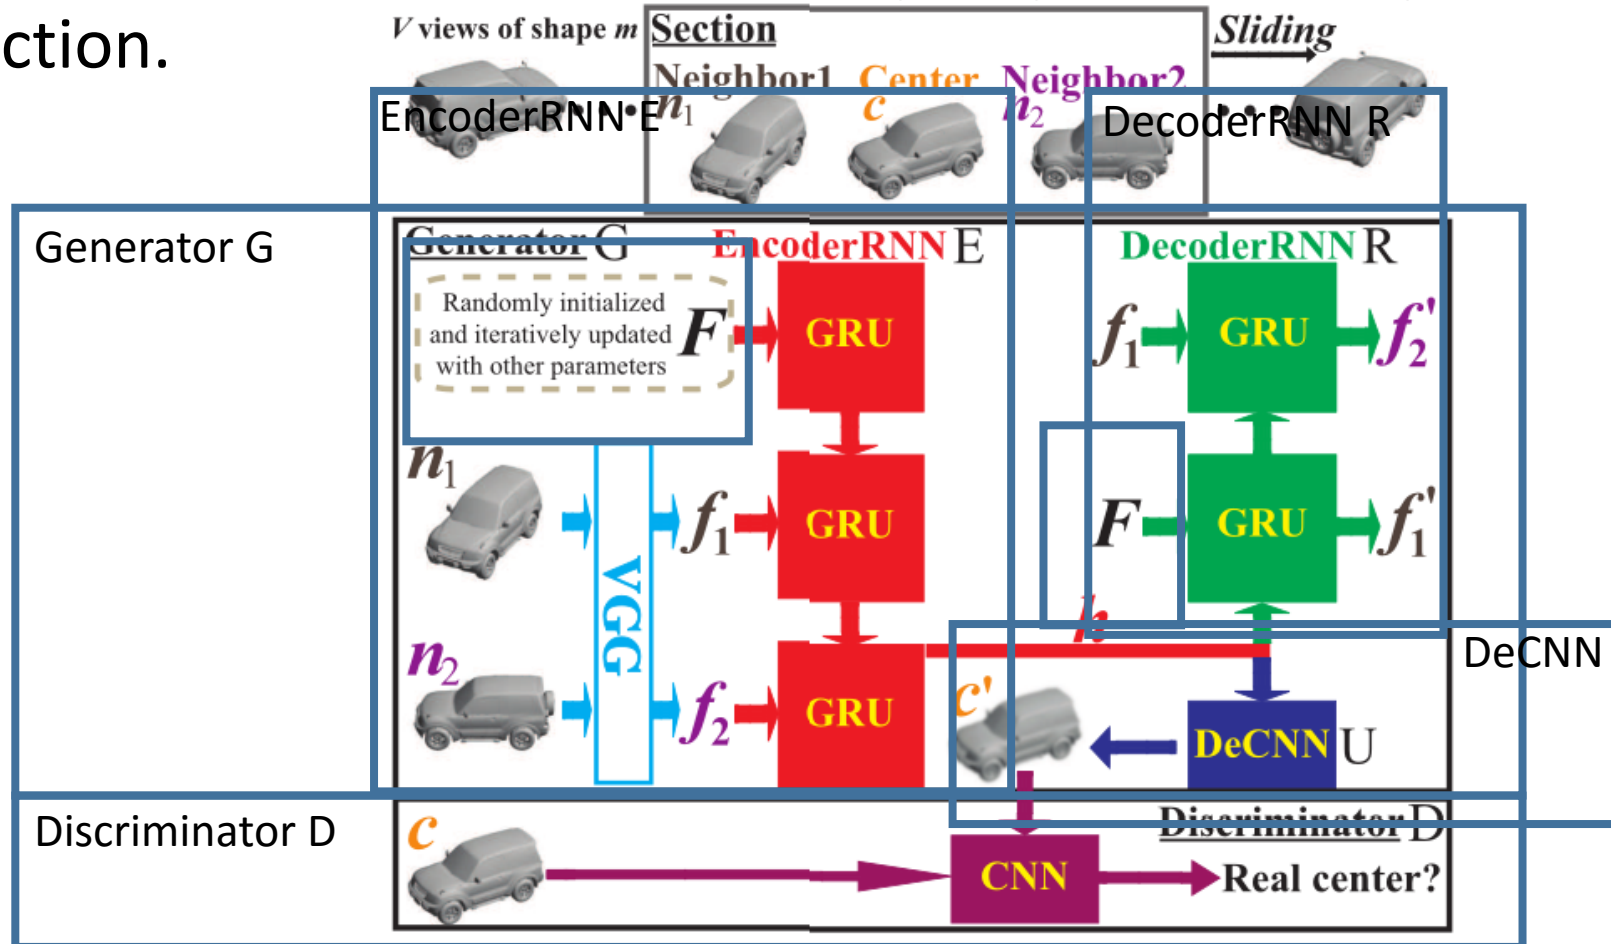 ction.
V views of shape m
Section
Sliding
Neighbor1 Center Neighbor2
n1 c n2
EncoderRNN E
DecoderRNN R
Generator G
Generator G
EncoderRNN E
DecoderRNN R
Randomly initialized
and iteratively updated
with other parameters
F
GRU
f1
GRU
f2'
n1
VGG
f1
GRU
F
GRU
f1'
h
n2
f2
GRU
c'
DeCNN U
DeCNN
Discriminator D
c
Discriminator D
CNN
Real center?